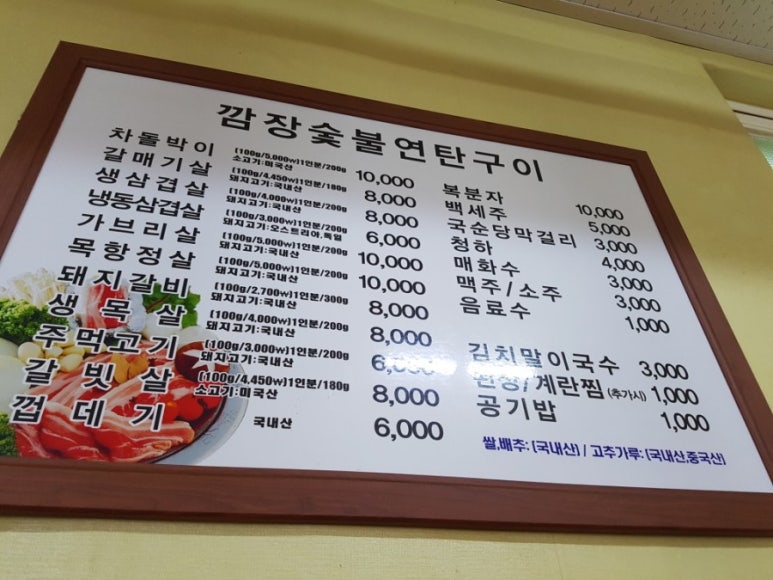 깜장숯불연탄구이
차돌박이 [100g/5,000w]1인분/200g 10,000
소고기:미국산
갈매기살 [100g/4,450w]1인분/180g 8,000
돼지고기:국내산
생삼겹살 [100g/4,000w]1인분/200g 8,000
돼지고기:국내산
냉동삼겹살 [100g/3,000w]1인분/200g 6,000
돼지고기:오스트리아,독일
가브리살 [100g/5,000w]1인분/200g 10,000
돼지고기:국내산
목항정살 [100g/5,000w]1인분/200g 10,000
돼지고기:국내산
돼지갈비 [100g/2,700w]1인분/300g 8,000
돼지고기:국내산
생목살 [100g/4,000w]1인분/200g 8,000
돼지고기:국내산
주먹고기 [100g/3,000w]1인분/200g 6,000
돼지고기:국내산
갈빗살 [100g/4,450w]1인분/180g 8,000
소고기:미국산
껍데기 국내산 6,000
복분자 10,000
백세주 5,000
국순당막걸리 3,000
청하 4,000
매화수 3,000
맥주/소주 3,000
음료수 1,000
김치말이국수 3,000
된장/계란찜 (추가시) 1,000
공기밥 1,000
쌀,배추: [국내산] / 고추가루: [국내산,중국산]